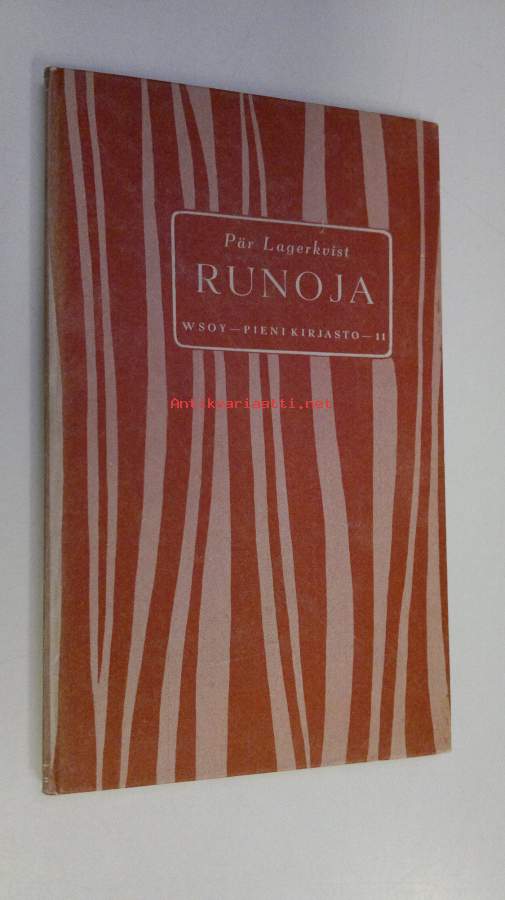 Pär Lagerkvist
RUNOJA
WSOY — PIENI KIRJASTO — 11
Antikvariaatti.net